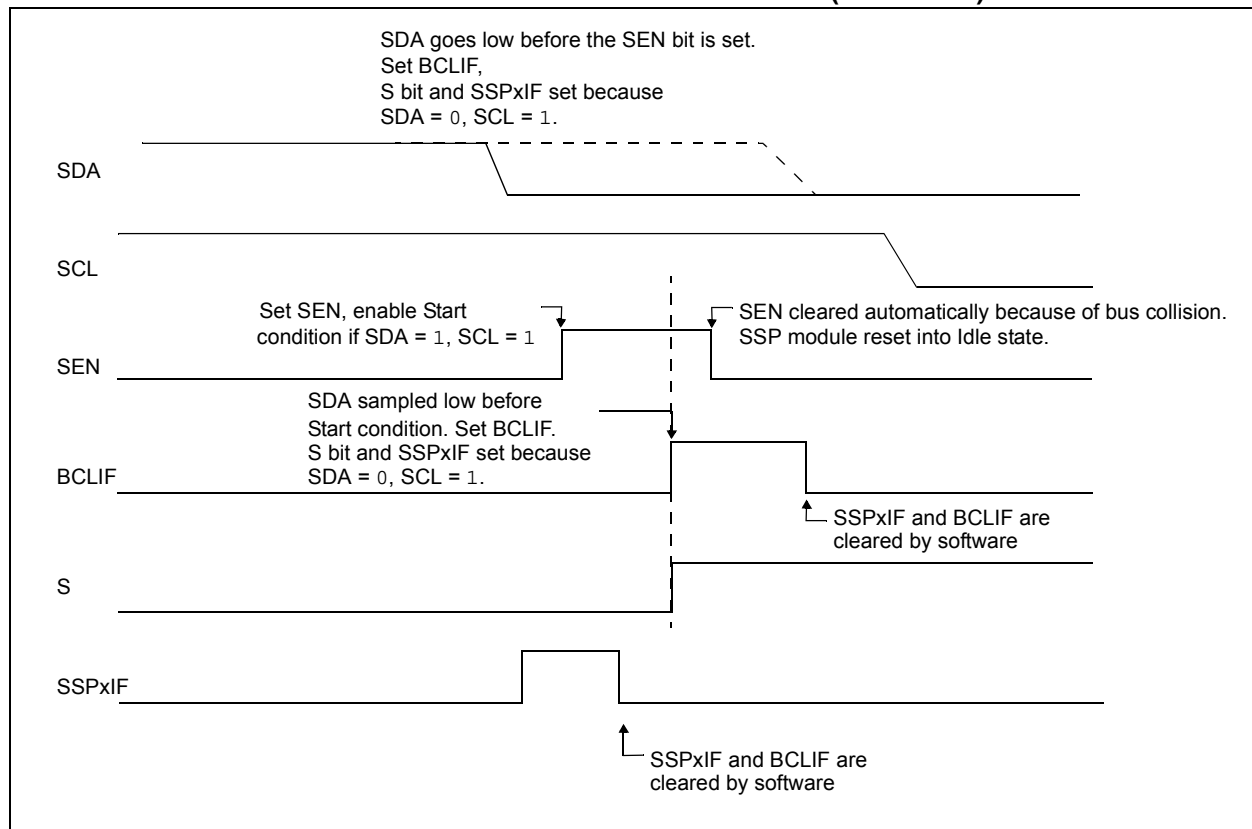 SDA goes low before the SEN bit is set.
Set BCLIF,
S bit and SSPxIF set because
SDA = 0, SCL = 1.
SDA
SCL
Set SEN, enable Start
condition if SDA = 1, SCL = 1
SEN cleared automatically because of bus collision.
SSP module reset into Idle state.
SEN
SDA sampled low before
Start condition. Set BCLIF.
S bit and SSPxIF set because
SDA = 0, SCL = 1.
BCLIF
SSPxIF and BCLIF are
cleared by software
S
SSPxIF
SSPxIF and BCLIF are
cleared by software